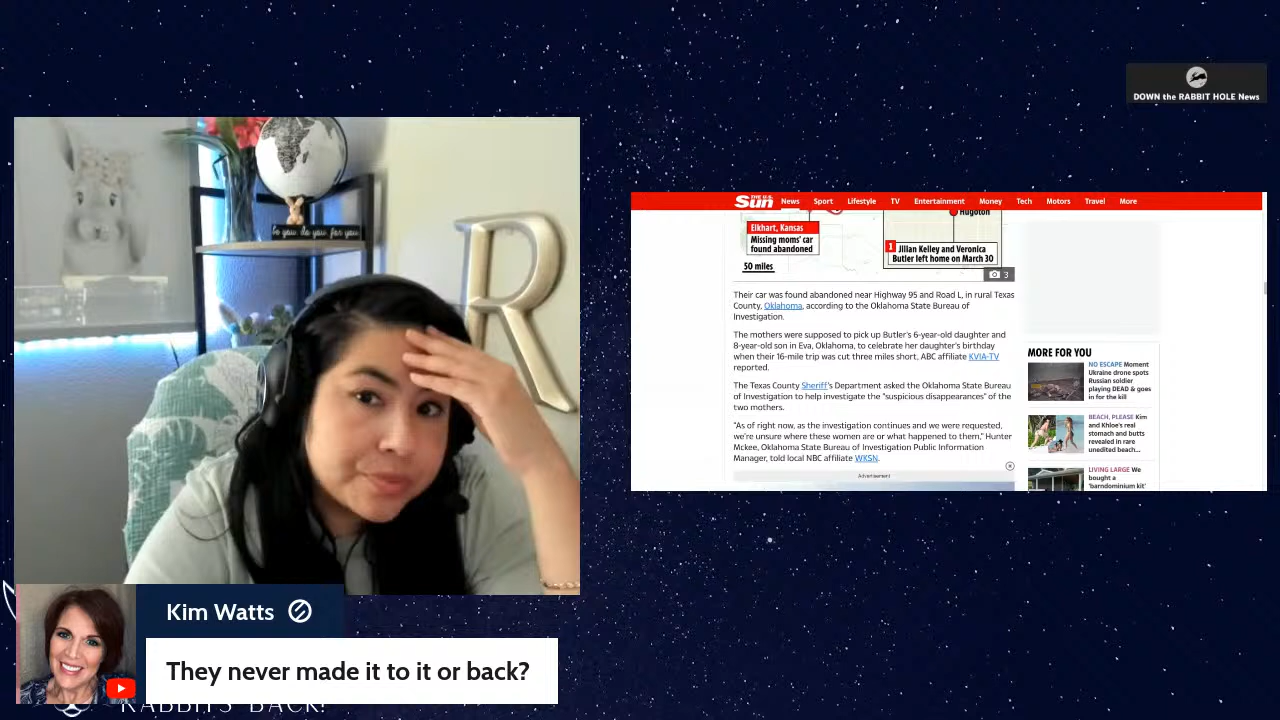 DOWN the RABBIT HOLE News
THE U.S. Sun
News Sport Lifestyle TV Entertainment Money Tech Motors Travel More
Hugoton
Elkhart, Kansas
Missing moms' car
found abandoned
50 miles
1 Jilian Kelley and Veronica
Butler left home on March 30
3
Their car was found abandoned near Highway 95 and Road L, in rural Texas
County, Oklahoma, according to the Oklahoma State Bureau of
Investigation.
The mothers were supposed to pick up Butler's 6-year-old daughter and
8-year-old son in Eva, Oklahoma, to celebrate her daughter's birthday
when their 16-mile trip was cut three miles short, ABC affiliate KVIA-TV
reported.
The Texas County Sheriff's Department asked the Oklahoma State Bureau
of Investigation to help investigate the "suspicious disappearances" of the
two mothers.
"As of right now, as the investigation continues and we were requested,
we're unsure where these women are or what happened to them," Hunter
Mckee, Oklahoma State Bureau of Investigation Public Information
Manager, told local NBC affiliate WKSN.
Advertisement
MORE FOR YOU
NO ESCAPE Moment
Ukraine drone spots
Russian soldier
playing DEAD & goes
in for the kill
BEACH, PLEASE Kim
and Khloe's real
stomach and butts
revealed in rare
unedited beach...
LIVING LARGE We
bought a
'barndominium kit'
you. do you. for you.
R
Kim Watts
They never made it to it or back?
RABBITS BACK!